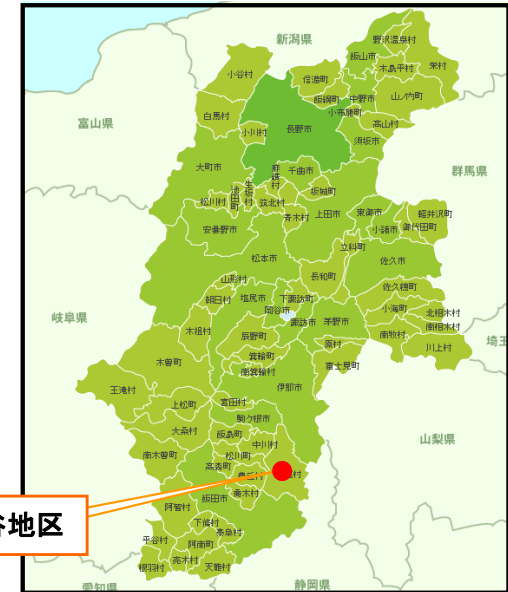 新潟県
野沢温泉村
飯山市
栄村
木島平村
小谷村
信濃町
飯綱町
中野市
山ノ内町
小布施町
白馬村
高山村
富山県
小川村
長野市
須坂市
大町市
麻績村
千曲市
群馬県
生坂村
池田町
坂城町
松川村
筑北村
青木村
上田市
東御市
軽井沢町
安曇野市
小諸市
御代田町
立科町
松本市
佐久市
山形村
長和町
佐久穂町
朝日村
塩尻市
下諏訪町
岡谷市
小海町
北相木村
岐阜県
諏訪市
茅野市
南相木村
木祖村
辰野町
原村
南牧村
川上村
埼玉
箕輪町
富士見町
木曽町
南箕輪村
伊那市
王滝村
上松町
宮田村
駒ケ根市
大桑村
飯島町
中川村
山梨県
南木曽町
松川町
高森町
豊丘村
村
喬木村
飯田市
阿智村
谷地区
下條村
泰阜村
平谷村
阿南町
売木村
天龍村
根羽村
愛知県
静岡県